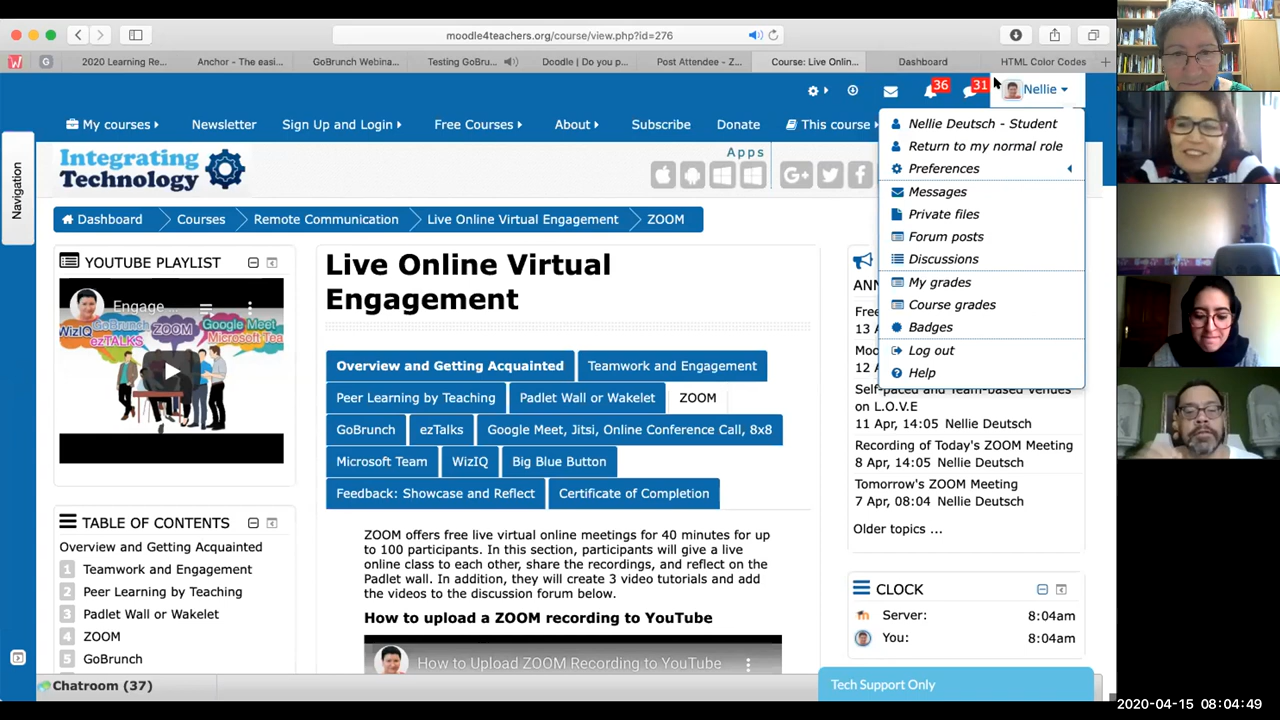 moodle4teachers.org/course/view.php?id=276
W
G
2020 Learning Re...
Anchor - The easi...
GoBrunch Webina...
Testing GoBru...
Doodle | Do you p...
Post Attendee - Z...
Course: Live Onlin...
Dashboard
HTML Color Codes
36
31
Nellie
My courses
Newsletter
Sign Up and Login
Free Courses
About
Subscribe
Donate
This course
Nellie Deutsch - Student
Return to my normal role
Preferences
Messages
Private files
Forum posts
Discussions
My grades
Course grades
Badges
Log out
Help
Navigation
Integrating
Technology
Apps
G+
Dashboard
Courses
Remote Communication
Live Online Virtual Engagement
ZOOM
YOUTUBE PLAYLIST
Engage ...
WizIQ
GoBrunch
ezTALKS
ZOOM
Google Meet
Microsoft Tea
TABLE OF CONTENTS
Overview and Getting Acquainted
1 Teamwork and Engagement
2 Peer Learning by Teaching
3 Padlet Wall or Wakelet
4 ZOOM
5 GoBrunch
Live Online Virtual
Engagement
Overview and Getting Acquainted
Teamwork and Engagement
Peer Learning by Teaching
Padlet Wall or Wakelet
ZOOM
GoBrunch
ezTalks
Google Meet, Jitsi, Online Conference Call, 8x8
Microsoft Team
WizIQ
Big Blue Button
Feedback: Showcase and Reflect
Certificate of Completion
ZOOM offers free live virtual online meetings for 40 minutes for up
to 100 participants. In this section, participants will give a live
online class to each other, share the recordings, and reflect on the
Padlet wall. In addition, they will create 3 video tutorials and add
the videos to the discussion forum below.
How to upload a ZOOM recording to YouTube
How to Upload ZOOM Recording to YouTube
ANN
Free
13 A
Moo
12 A
Self-paced and Team-based Venues
on L.O.V.E
11 Apr, 14:05 Nellie Deutsch
Recording of Today's ZOOM Meeting
8 Apr, 14:05 Nellie Deutsch
Tomorrow's ZOOM Meeting
7 Apr, 08:04 Nellie Deutsch
Older topics ...
CLOCK
Server: 8:04am
You: 8:04am
Chatroom (37)
Tech Support Only
2020-04-15 08:04:49